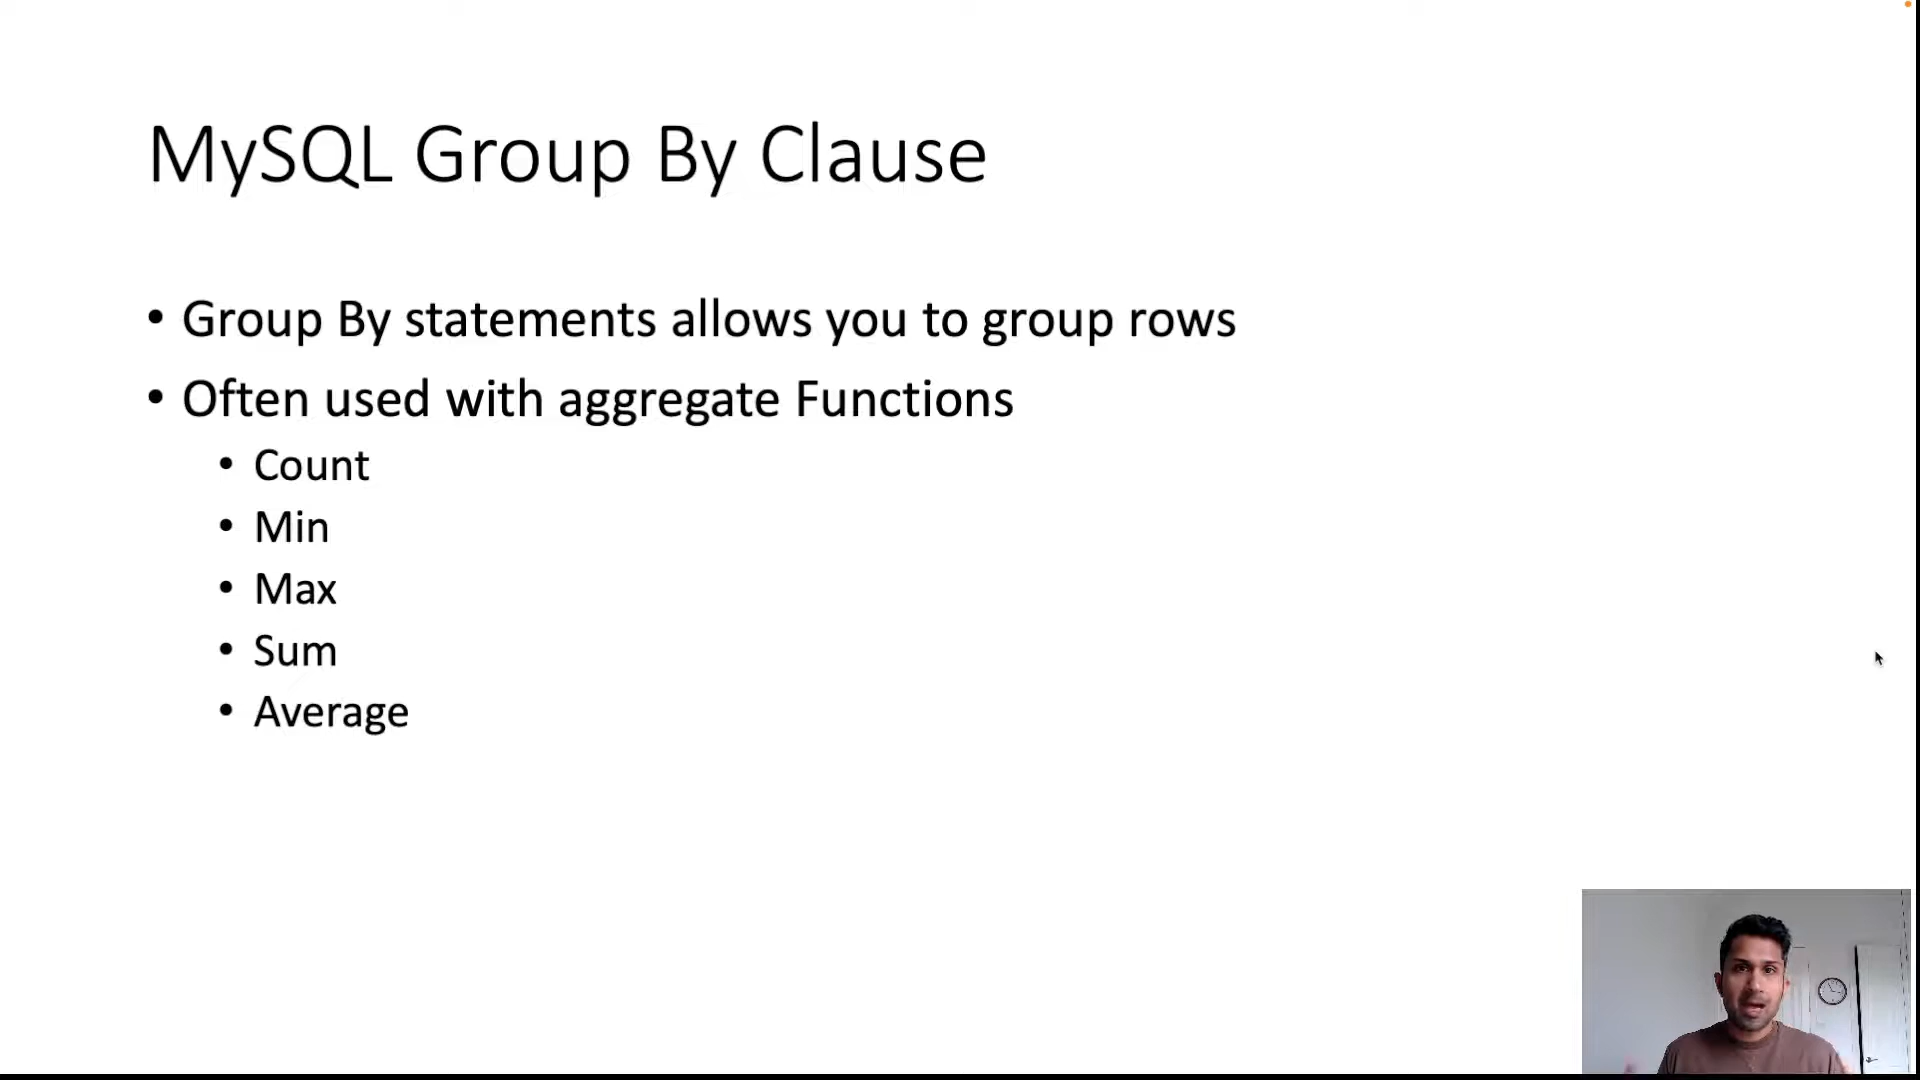 MySQL Group By Clause
• Group By statements allows you to group rows
• Often used with aggregate Functions
• Count
• Min
• Max
• Sum
• Average